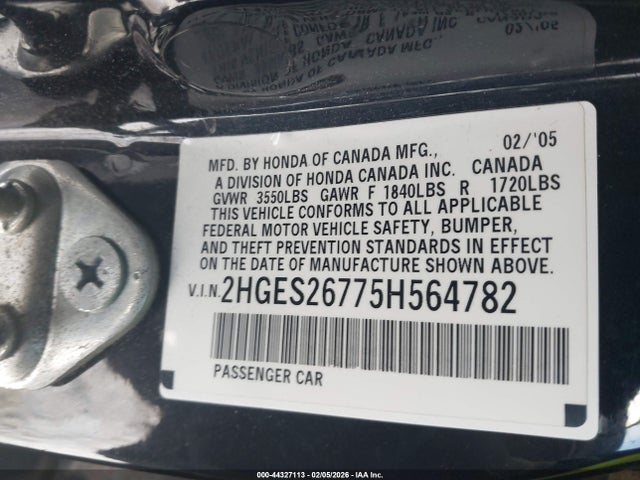 02/'05
MFD. BY HONDA OF CANADA MFG.,
A DIVISION OF HONDA CANADA INC. CANADA
GVWR 3550LBS GAWR F 1840LBS R 1720LBS
THIS VEHICLE CONFORMS TO ALL APPLICABLE
FEDERAL MOTOR VEHICLE SAFETY, BUMPER,
AND THEFT PREVENTION STANDARDS IN EFFECT
ON THE DATE OF MANUFACTURE SHOWN ABOVE.
V.I.N. 2HGES26775H564782
PASSENGER CAR
000-44327113 - 02/05/2026 - IAA Inc.